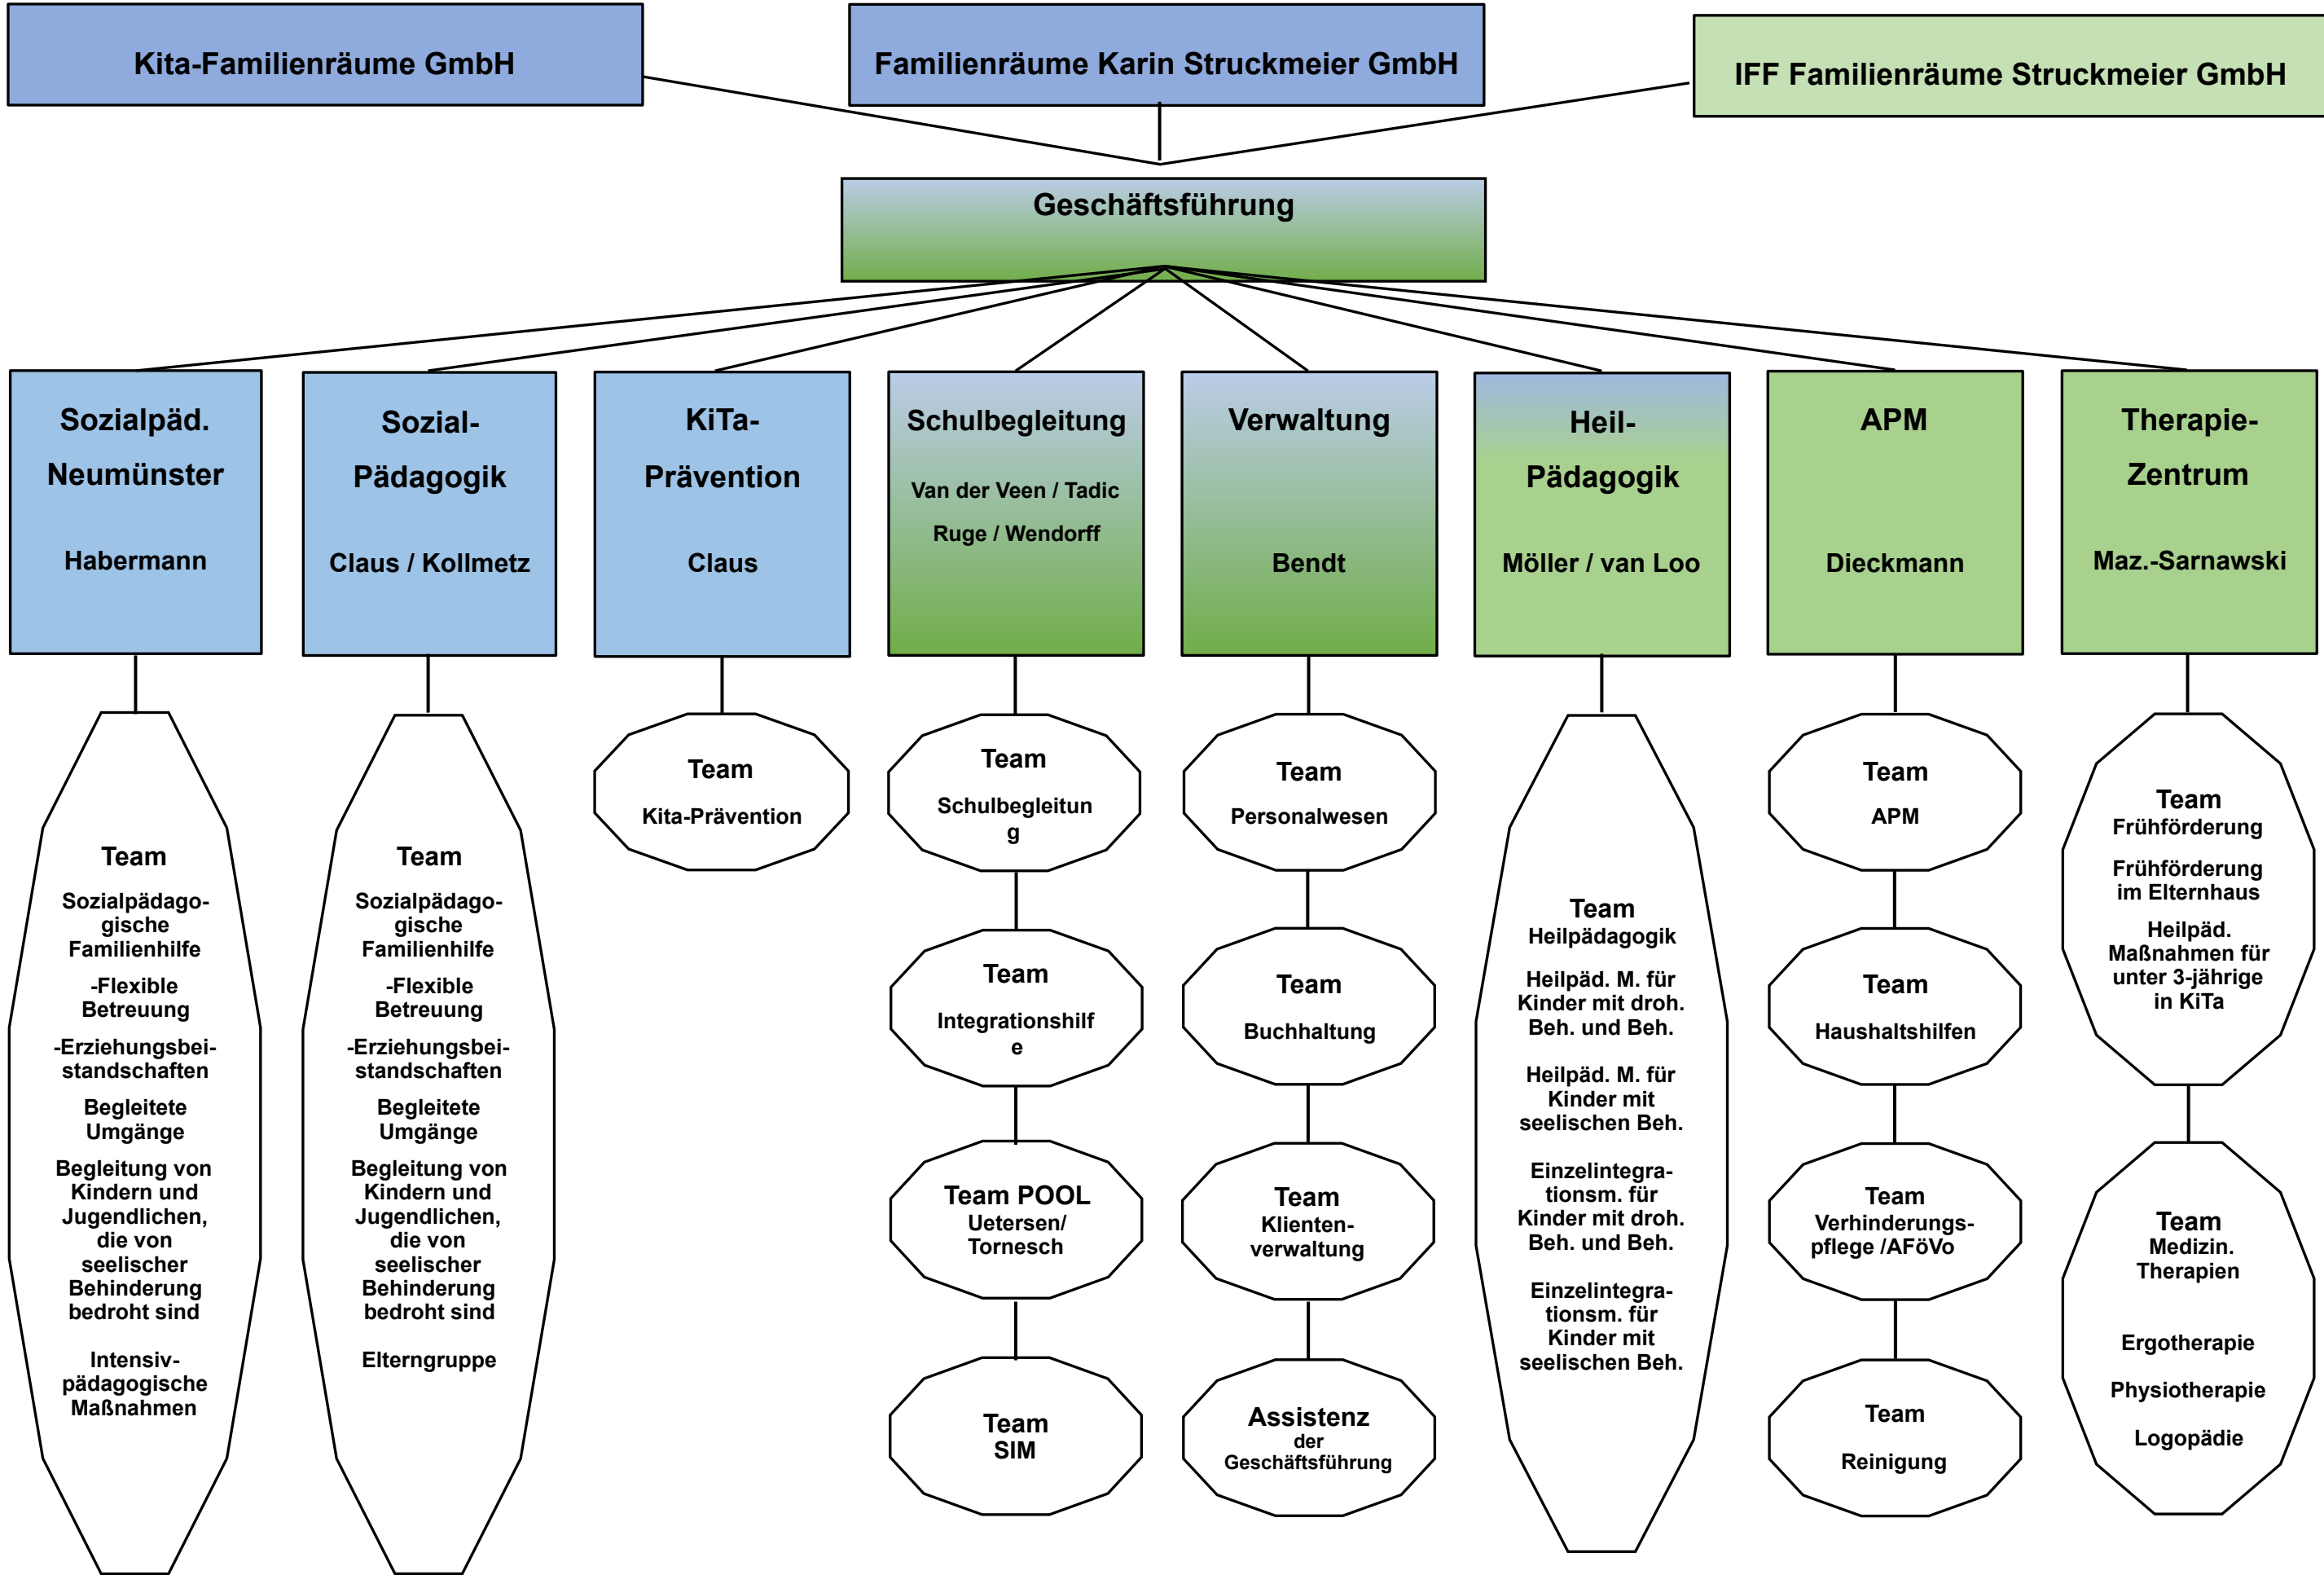 Kita-Familienräume GmbH
Familienräume Karin Struckmeier GmbH
IFF Familienräume Struckmeier GmbH
Geschäftsführung
Sozialpäd.
Neumünster
Habermann
Sozial-
Pädagogik
Claus / Kollmetz
KiTa-
Prävention
Claus
Schulbegleitung
Van der Veen / Tadic
Ruge / Wendorff
Verwaltung
Bendt
Heil-
Pädagogik
Möller / van Loo
APM
Dieckmann
Therapie-
Zentrum
Maz.-Sarnawski
Team
Sozialpädago-
gische
Familienhilfe
-Flexible
Betreuung
-Erziehungsbei-
standschaften
Begleitete
Umgänge
Begleitung von
Kindern und
Jugendlichen,
die von
seelischer
Behinderung
bedroht sind
Intensiv-
pädagogische
Maßnahmen
Team
Sozialpädago-
gische
Familienhilfe
-Flexible
Betreuung
-Erziehungsbei-
standschaften
Begleitete
Umgänge
Begleitung von
Kindern und
Jugendlichen,
die von
seelischer
Behinderung
bedroht sind
Elterngruppe
Team
Kita-Prävention
Team
Schulbegleitun
g
Team
Integrationshilf
e
Team POOL
Uetersen/
Tornesch
Team
SIM
Team
Personalwesen
Team
Buchhaltung
Team
Klienten-
verwaltung
Assistenz
der
Geschäftsführung
Team
Heilpädagogik
Heilpäd. M. für
Kinder mit droh.
Beh. und Beh.
Heilpäd. M. für
Kinder mit
seelischen Beh.
Einzelintegra-
tionsm. für
Kinder mit droh.
Beh. und Beh.
Einzelintegra-
tionsm. für
Kinder mit
seelischen Beh.
Team
APM
Team
Haushaltshilfen
Team
Verhinderungs-
pflege /AFöVo
Team
Reinigung
Team
Frühförderung
Frühförderung
im Elternhaus
Heilpäd.
Maßnahmen für
unter 3-jährige
in KiTa
Team
Medizin.
Therapien
Ergotherapie
Physiotherapie
Logopädie